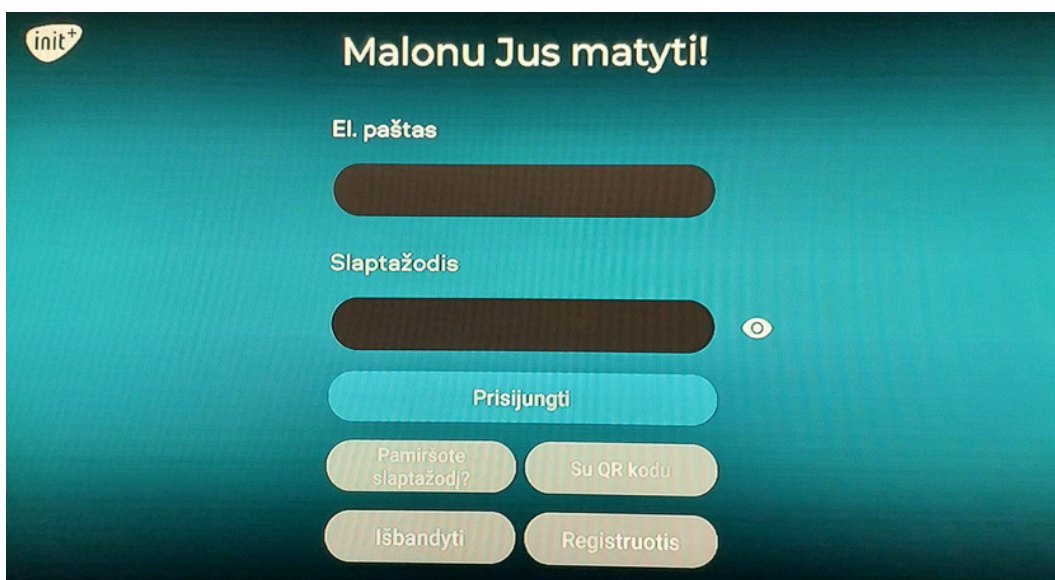 init+
Malonu Jus matyti!
El. paštas
Slaptažodis
Prisijungti
Pamiršote
slaptažodį?
Su QR kodu
Išbandyti
Registruotis